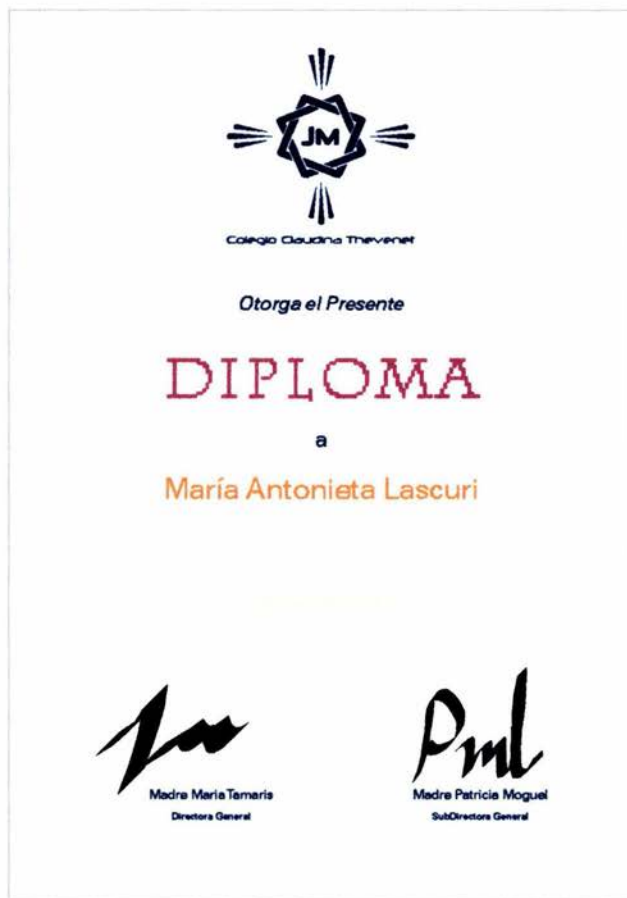 JM
Colegio Claudina Thevenet
Otorga el Presente
DIPLOMA
a
María Antonieta Lascuri
Madre Maria Tamaris
Directora General
Madre Patricia Moguel
SubDirectora General